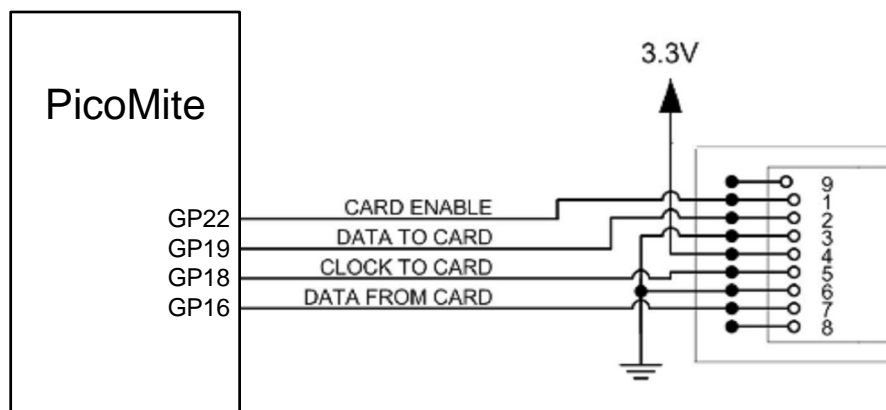 3.3V
PicoMite
9
GP22 CARD ENABLE 1
GP19 DATA TO CARD 2
3
4
GP18 CLOCK TO CARD 5
6
GP16 DATA FROM CARD 7
8